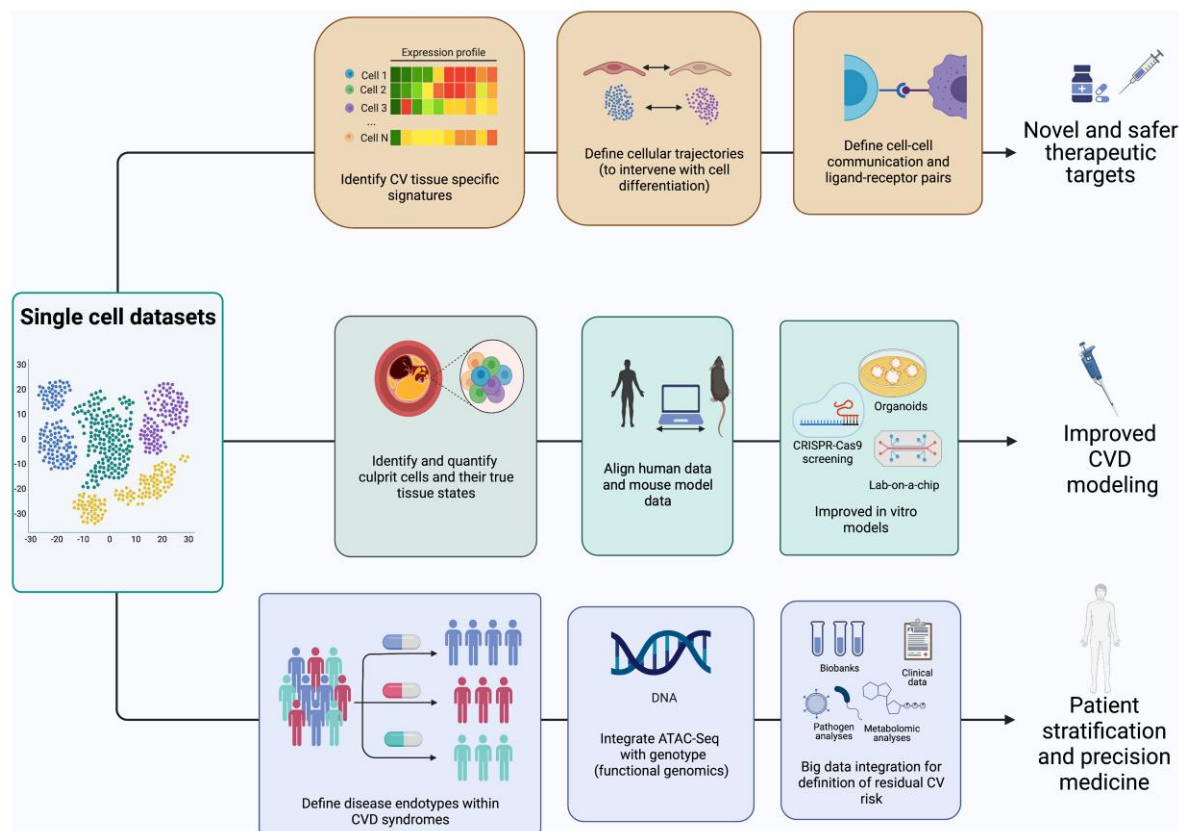 Expression profile
Cell 1
Cell 2
Cell 3
...
Cell N
Identify CV tissue specific
signatures
Define cellular trajectories
(to intervene with cell
differentiation)
Define cell-cell
communication and
ligand-receptor pairs
Novel and safer
therapeutic
targets
Single cell datasets
30
20
10
0
-10
-20
-30
-30 -20 -10 0 10 20 30
Identify and quantify
culprit cells and their true
tissue states
Align human data
and mouse model
data
Organoids
CRISPR-Cas9
screening
Lab-on-a-chip
Improved in vitro
models
Improved
CVD
modeling
Define disease endotypes within
CVD syndromes
DNA
Integrate ATAC-Seq
with genotype
(functional genomics)
Biobanks
Clinical
data
Pathogen
analyses
Metabolomic
analyses
Big data integration for
definition of residual CV
risk
Patient
stratification
and precision
medicine